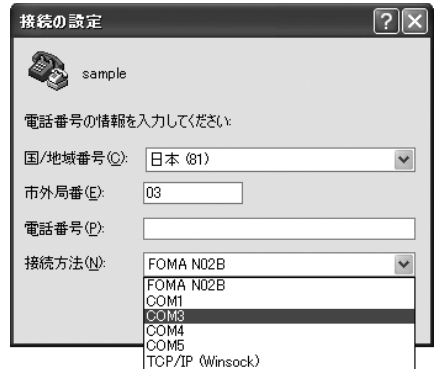 接続の設定
sample
電話番号の情報を入力してください:
国/地域番号(C): 日本 (81)
市外局番(E): 03
電話番号(P):
接続方法(N): FOMA N02B
FOMA N02B
COM1
COM3
COM4
COM5
TCP/IP (Winsock)